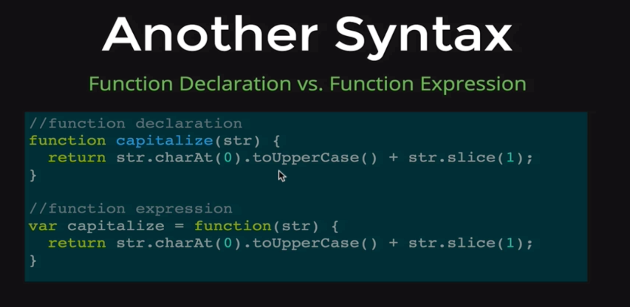 Another Syntax
Function Declaration vs. Function Expression
//function declaration
function capitalize(str) {
  return str.charAt(0).toUpperCase() + str.slice(1);
}
//function expression
var capitalize = function(str) {
  return str.charAt(0).toUpperCase() + str.slice(1);
}